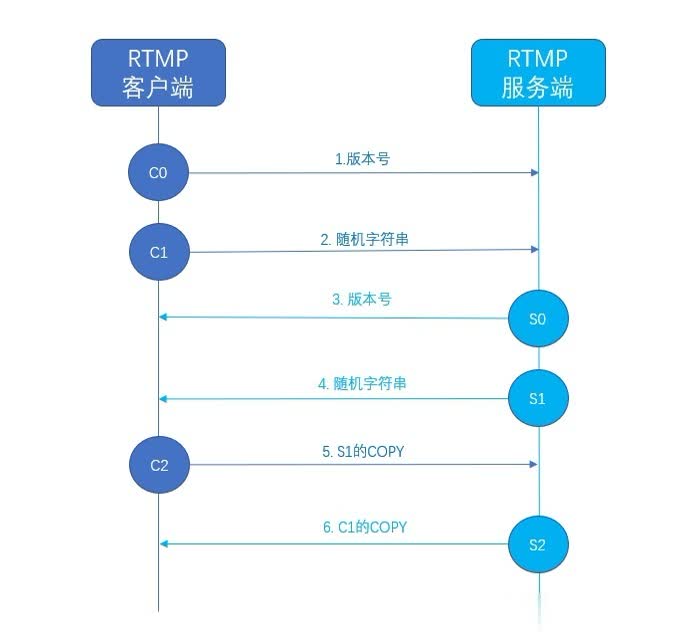 RTMP
客户端
RTMP
服务端
C0
1.版本号
C1
2. 随机字符串
3. 版本号
S0
4. 随机字符串
S1
C2
5. S1的COPY
6. C1的COPY
S2